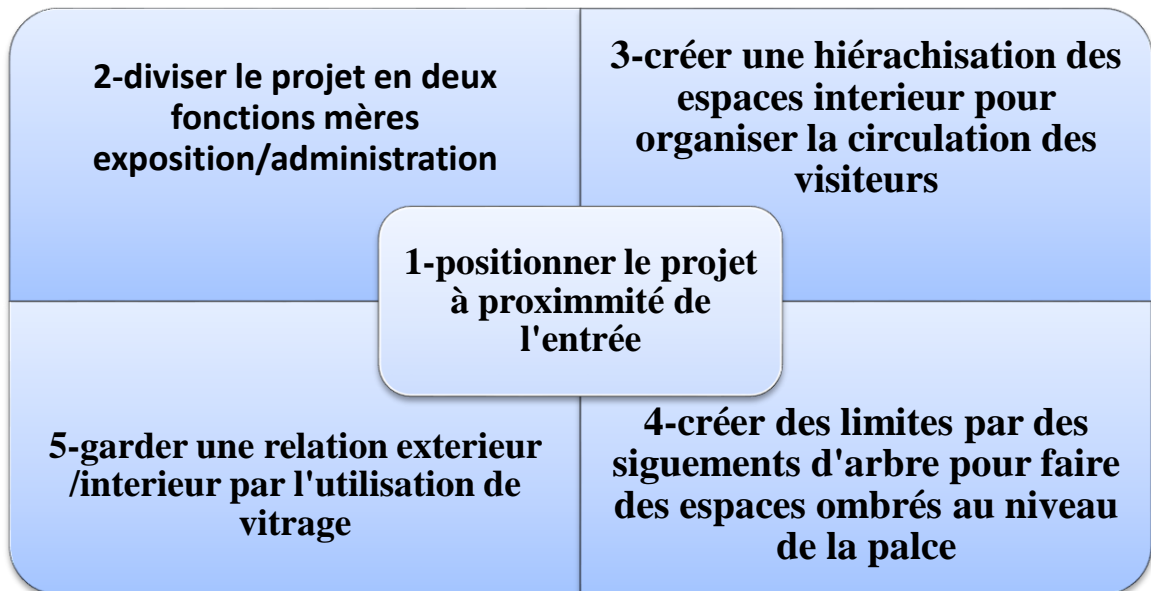 2-diviser le projet en deux
fonctions mères
exposition/administration
3-créer une hiérachisation des
espaces interieur pour
organiser la circulation des
visiteurs
1-positionner le projet
à proximmité de
l'entrée
5-garder une relation exterieur
/interieur par l'utilisation de
vitrage
4-créer des limites par des
siguements d'arbre pour faire
des espaces ombrés au niveau
de la palce